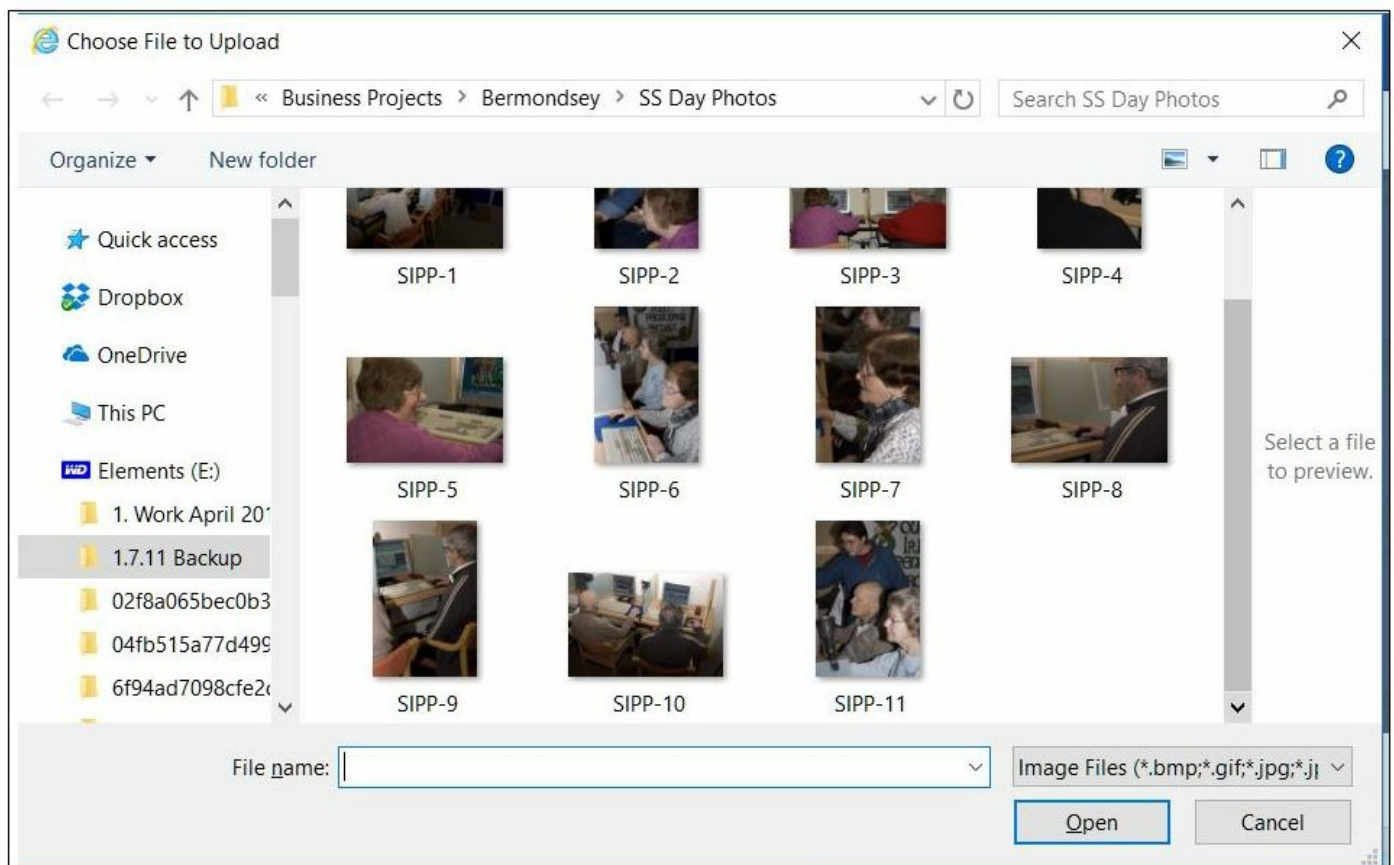 Choose File to Upload
« Business Projects > Bermondsey > SS Day Photos
Search SS Day Photos
Organize
New folder
Quick access
Dropbox
OneDrive
This PC
WD Elements (E:)
1. Work April 201
1.7.11 Backup
02f8a065bec0b3
04fb515a77d499
6f94ad7098cfe2
SIPP-1 SIPP-2 SIPP-3 SIPP-4
SIPP-5 SIPP-6 SIPP-7 SIPP-8
SIPP-9 SIPP-10 SIPP-11
Select a file
to preview.
File name:
Image Files (*.bmp;*.gif;*.jpg;*.j
Open
Cancel